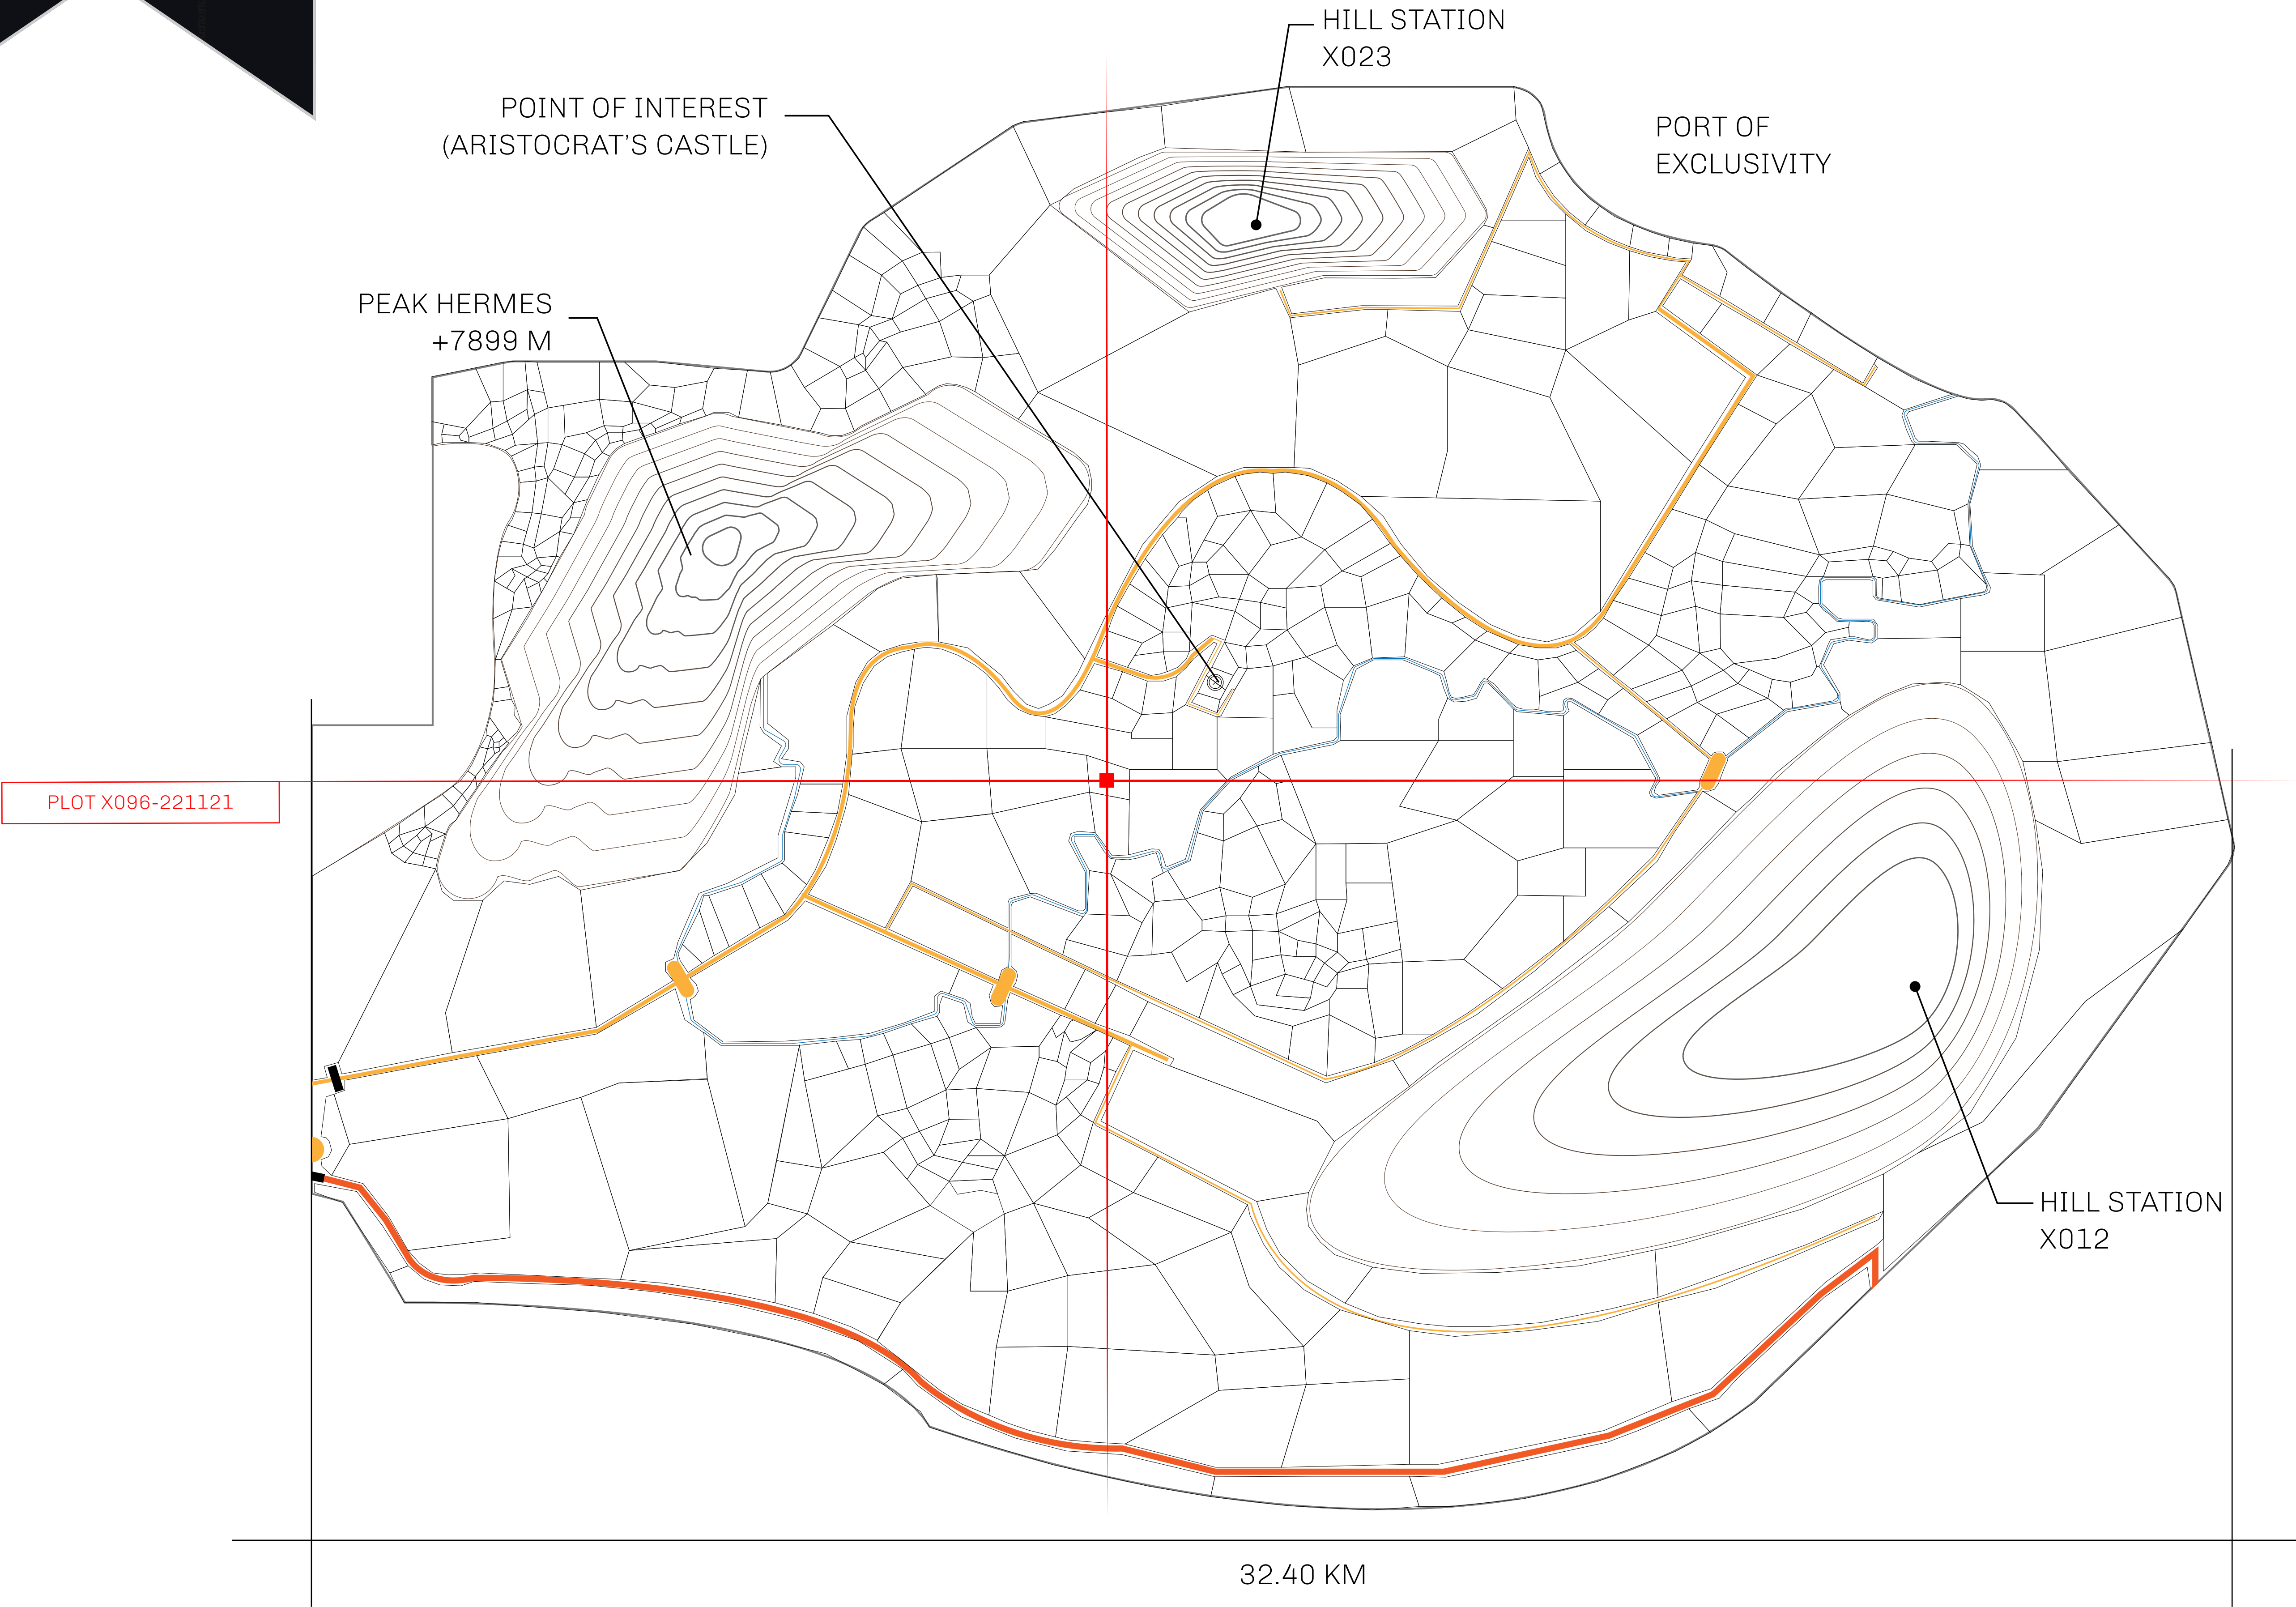 HILL STATION
X023
POINT OF INTEREST
(ARISTOCRAT'S CASTLE)
PORT OF
EXCLUSIVITY
PEAK HERMES
+7899 M
PLOT X096-221121
HILL STATION
X012
32.40 KM